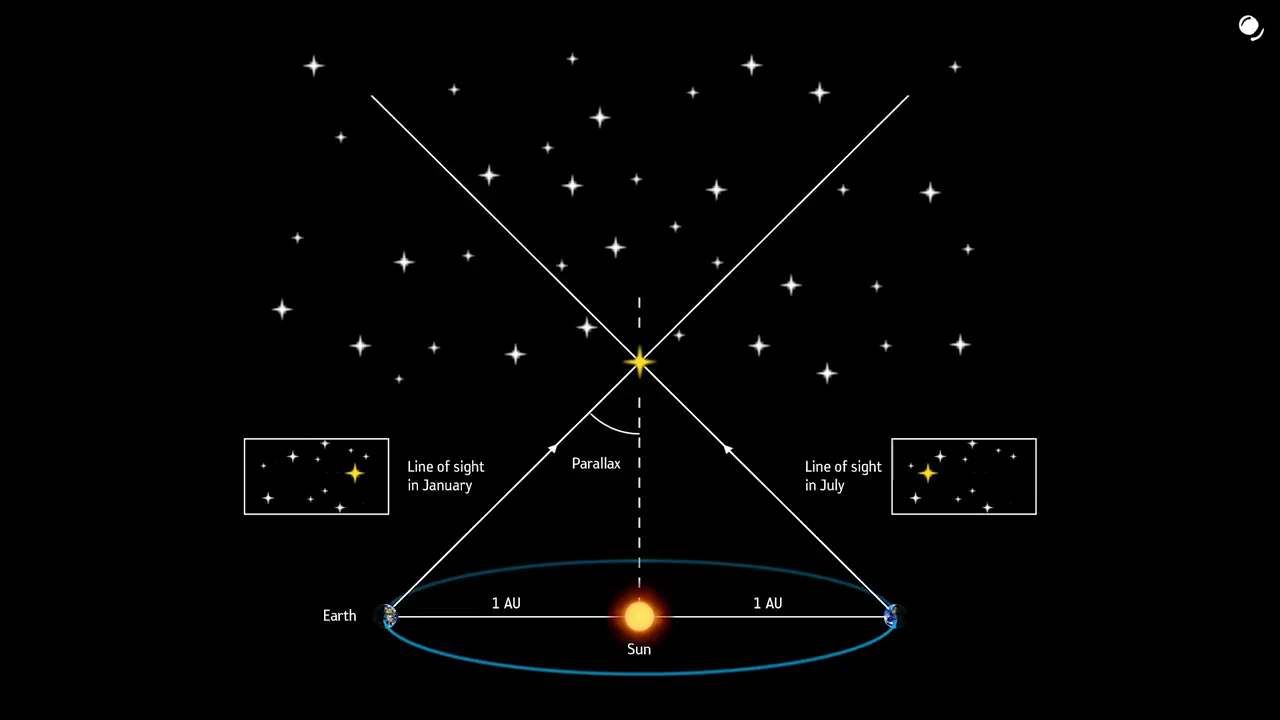 Parallax
Line of sight
in January
Line of sight
in July
1 AU
1 AU
Earth
Sun